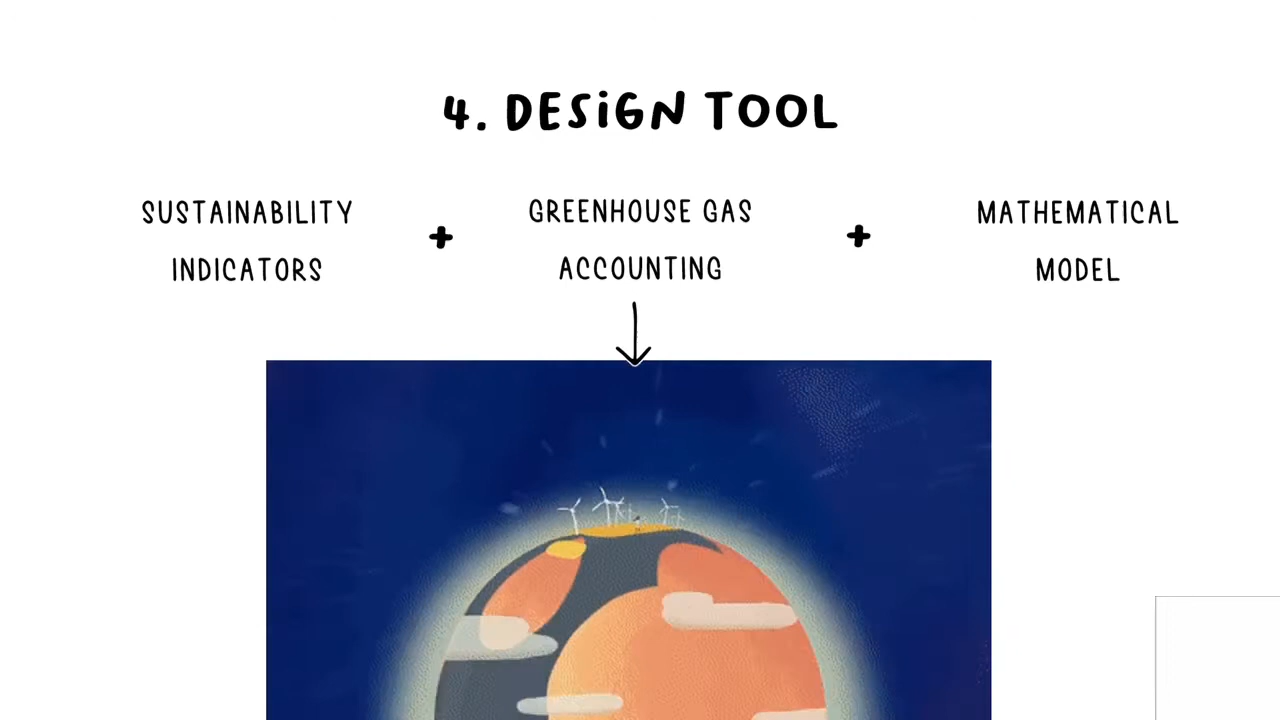 4. DESiGN TOOL
SUSTAINABILITY
INDICATORS
+
GREENHOUSE GAS
ACCOUNTING
+
MATHEMATICAL
MODEL